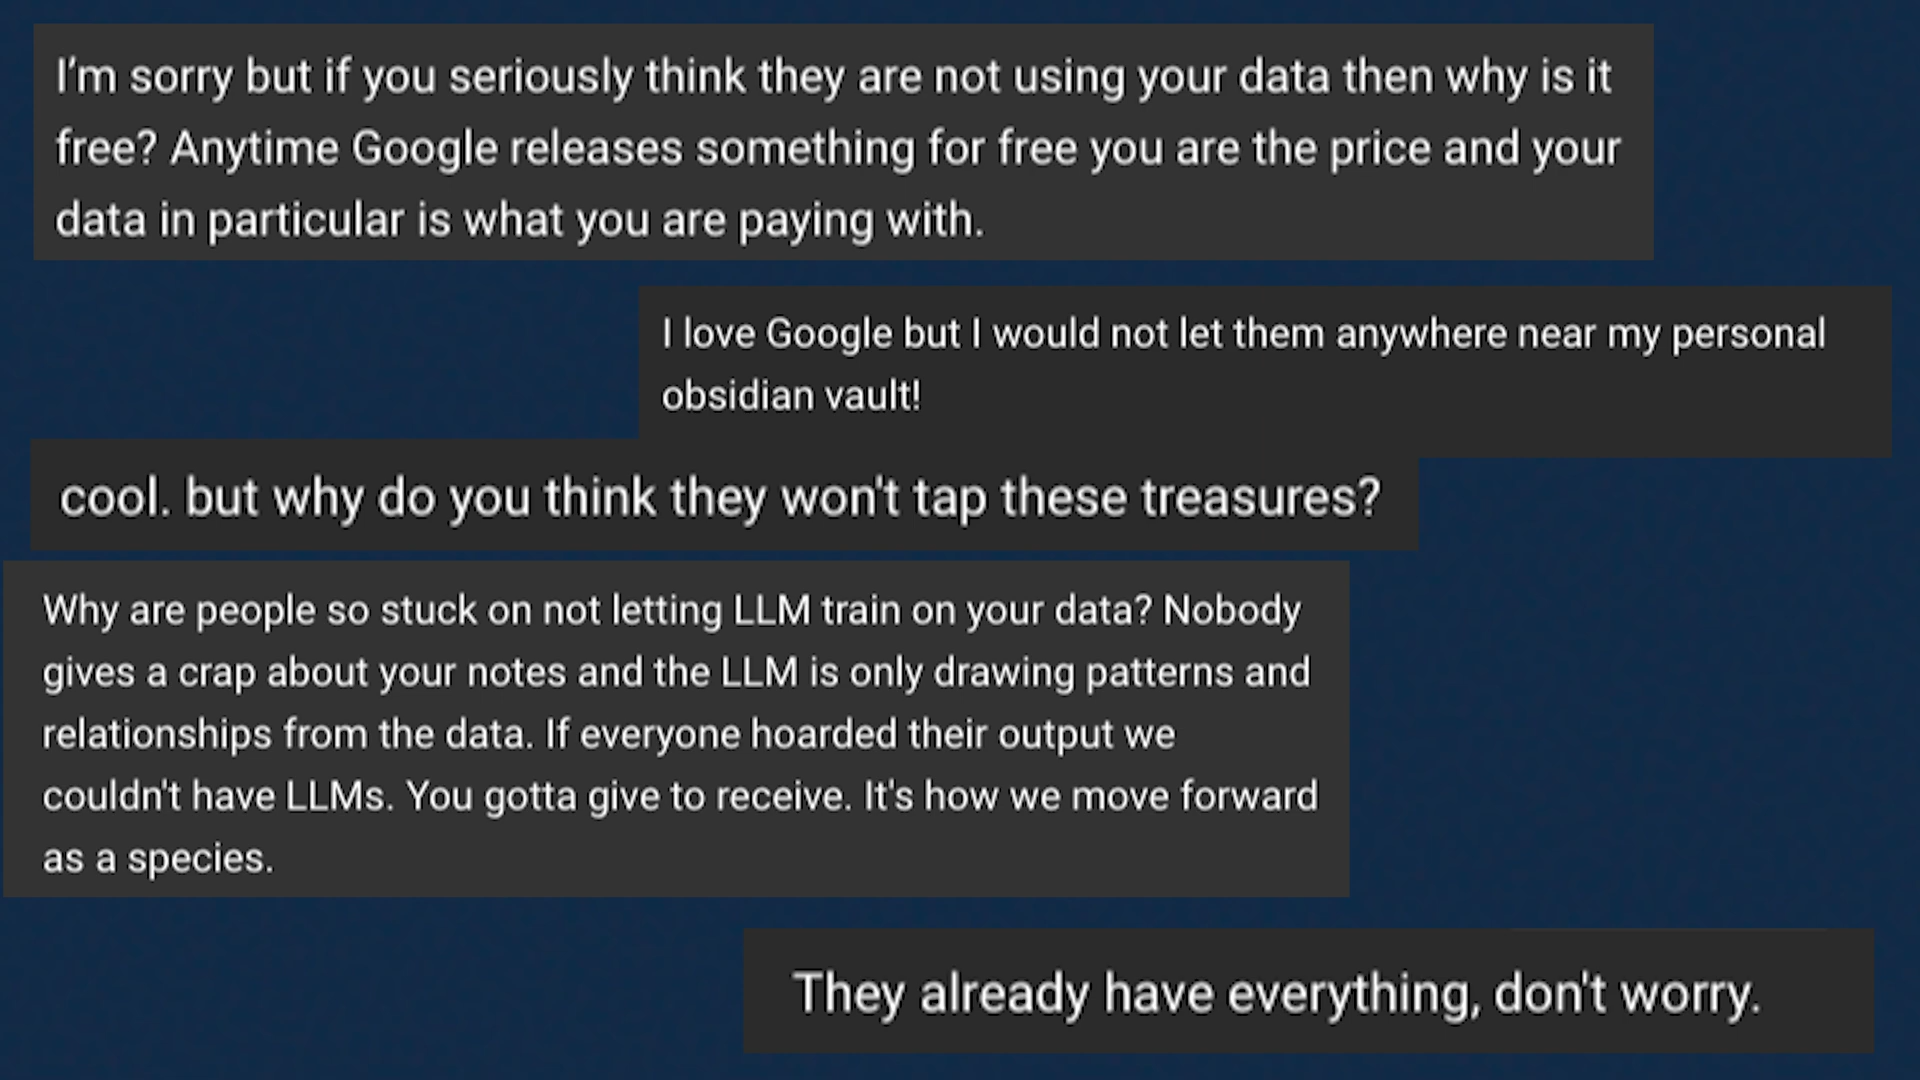 I’m sorry but if you seriously think they are not using your data then why is it
free? Anytime Google releases something for free you are the price and your
data in particular is what you are paying with.
I love Google but I would not let them anywhere near my personal
obsidian vault!
cool. but why do you think they won't tap these treasures?
Why are people so stuck on not letting LLM train on your data? Nobody
gives a crap about your notes and the LLM is only drawing patterns and
relationships from the data. If everyone hoarded their output we
couldn't have LLMs. You gotta give to receive. It's how we move forward
as a species.
They already have everything, don't worry.